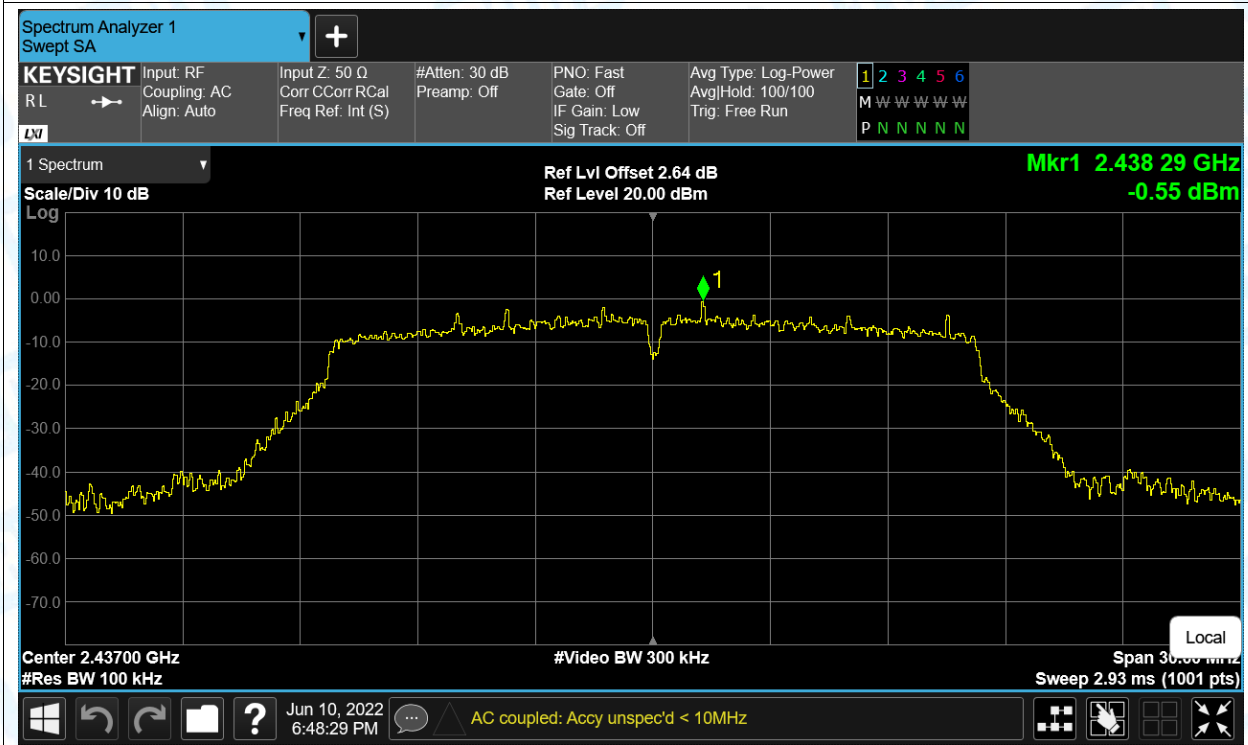 Spectrum Analyzer 1
Swept SA
KEYSIGHT
R L
LXI
Input: RF
Coupling: AC
Align: Auto
Input Z: 50 Ω
Corr CCorr RCal
Freq Ref: Int (S)
#Atten: 30 dB
Preamp: Off
PNO: Fast
Gate: Off
IF Gain: Low
Sig Track: Off
Avg Type: Log-Power
Avg|Hold: 100/100
Trig: Free Run
1 2 3 4 5 6
M W W W W W
P N N N N N
1 Spectrum
Scale/Div 10 dB
Log
Ref Lvl Offset 2.64 dB
Ref Level 20.00 dBm
Mkr1 2.438 29 GHz
-0.55 dBm
1
10.0
0.00
-10.0
-20.0
-30.0
-40.0
-50.0
-60.0
-70.0
Local
Center 2.43700 GHz
#Res BW 100 kHz
#Video BW 300 kHz
Span 30.00 MHz
Sweep 2.93 ms (1001 pts)
?
Jun 10, 2022
6:48:29 PM
AC coupled: Accy unspec'd < 10MHz